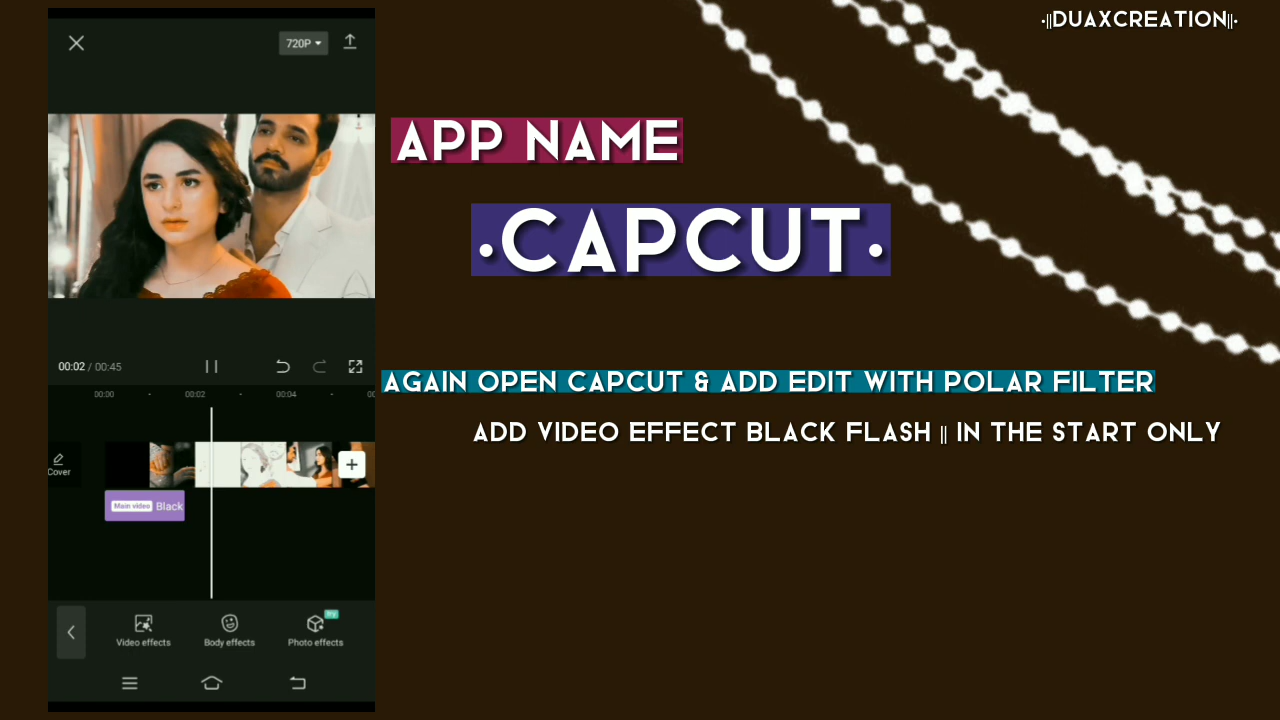 •||DUAXCREATION||•
720P
APP NAME
•CAPCUT•
00:02 / 00:45
AGAIN OPEN CAPCUT & ADD EDIT WITH POLAR FILTER
00:00
00:02
00:04
ADD VIDEO EFFECT BLACK FLASH || IN THE START ONLY
Cover
Main video Black
Try
Video effects
Body effects
Photo effects